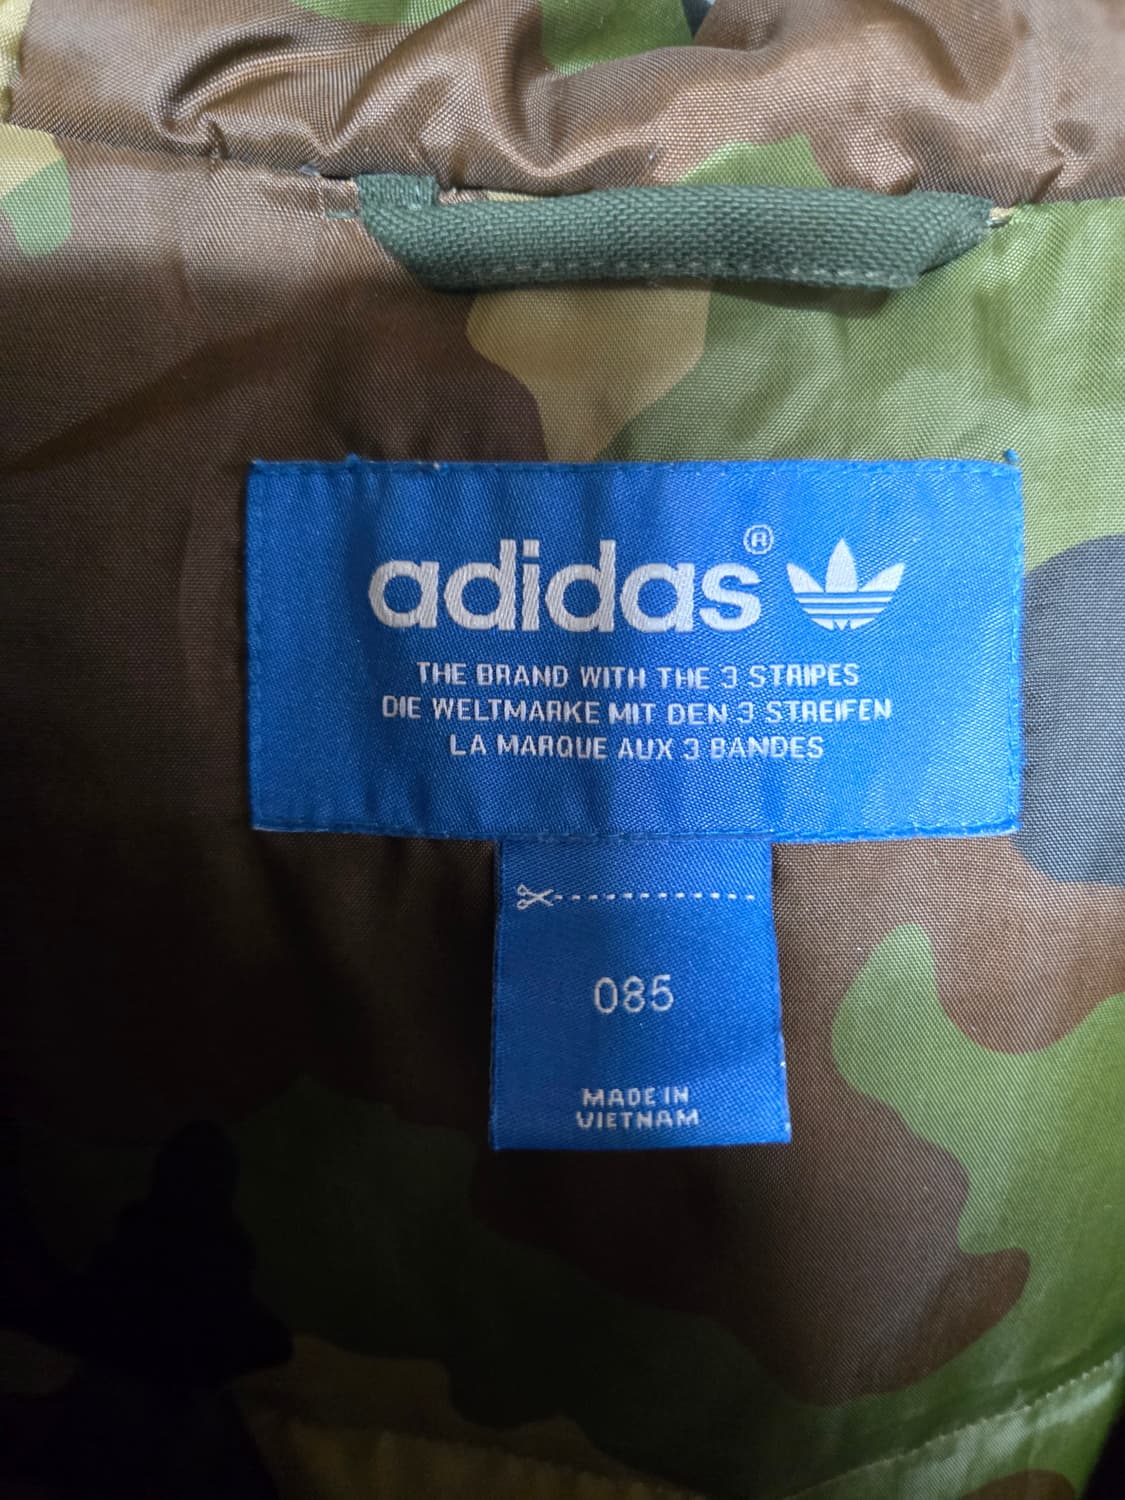 adidas®
THE BRAND WITH THE 3 STRIPES
DIE WELTMARKE MIT DEN 3 STREIFEN
LA MARQUE AUX 3 BANDES
085
MADE IN
VIETNAM